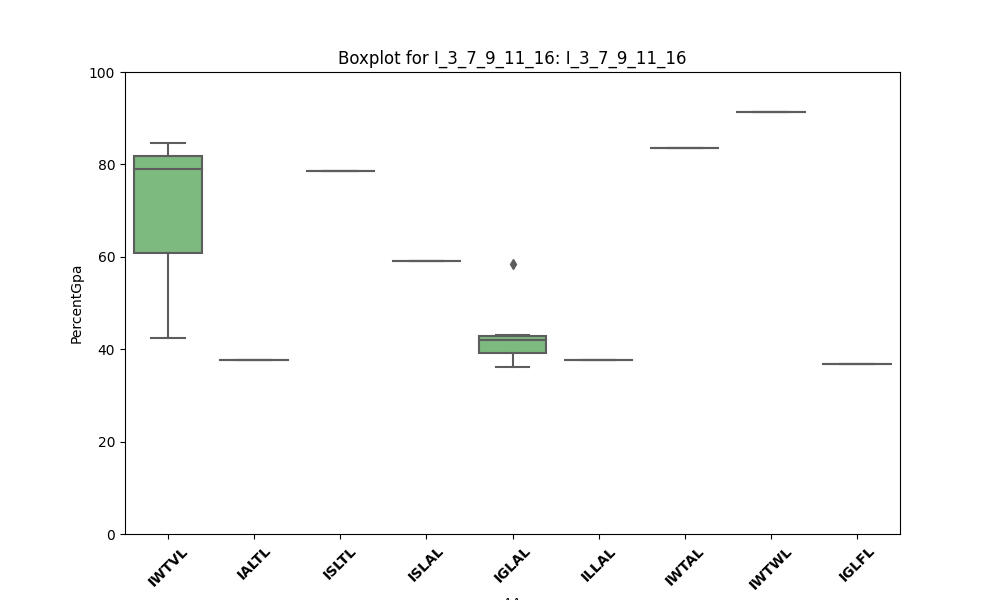 Boxplot for I_3_7_9_11_16: I_3_7_9_11_16
PercentGpa
100
80
60
40
20
0
IWTVL
IALTL
ISLTL
ISLAL
IGLAL
ILLAL
IWTAL
IWTWL
IGLFL